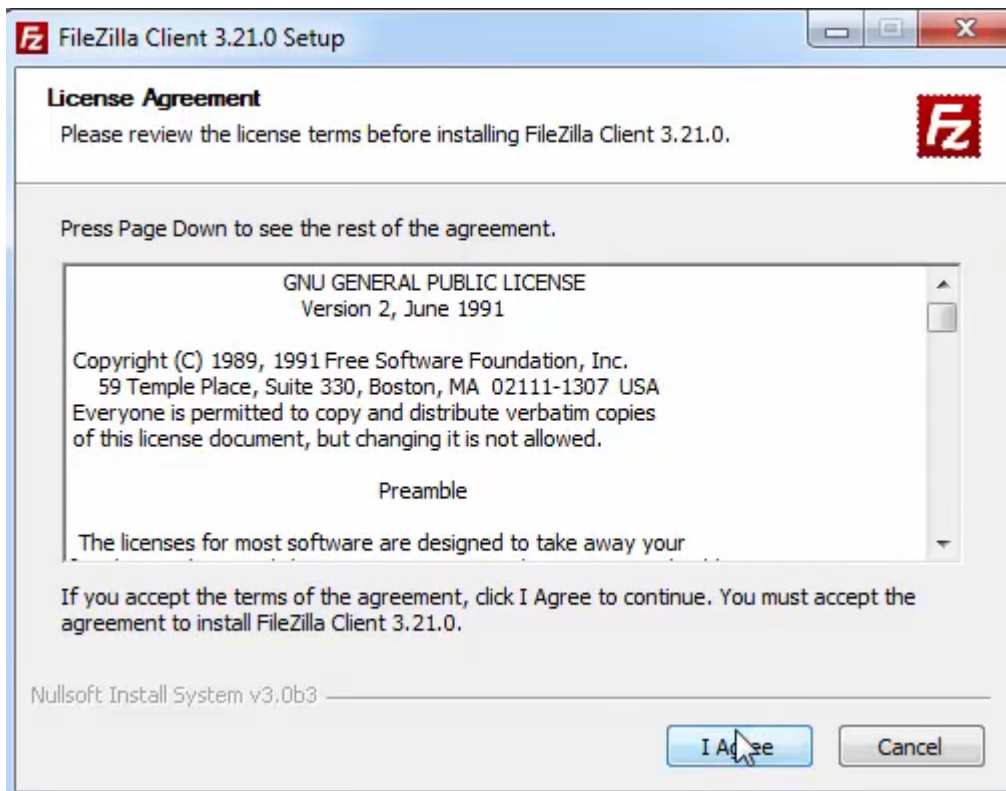 FileZilla Client 3.21.0 Setup
License Agreement
Please review the license terms before installing FileZilla Client 3.21.0.
Fz
Press Page Down to see the rest of the agreement.
GNU GENERAL PUBLIC LICENSE
Version 2, June 1991
Copyright (C) 1989, 1991 Free Software Foundation, Inc.
59 Temple Place, Suite 330, Boston, MA 02111-1307 USA
Everyone is permitted to copy and distribute verbatim copies
of this license document, but changing it is not allowed.
Preamble
The licenses for most software are designed to take away your
If you accept the terms of the agreement, click I Agree to continue. You must accept the
agreement to install FileZilla Client 3.21.0.
Nullsoft Install System v3.0b3
I Agree
Cancel